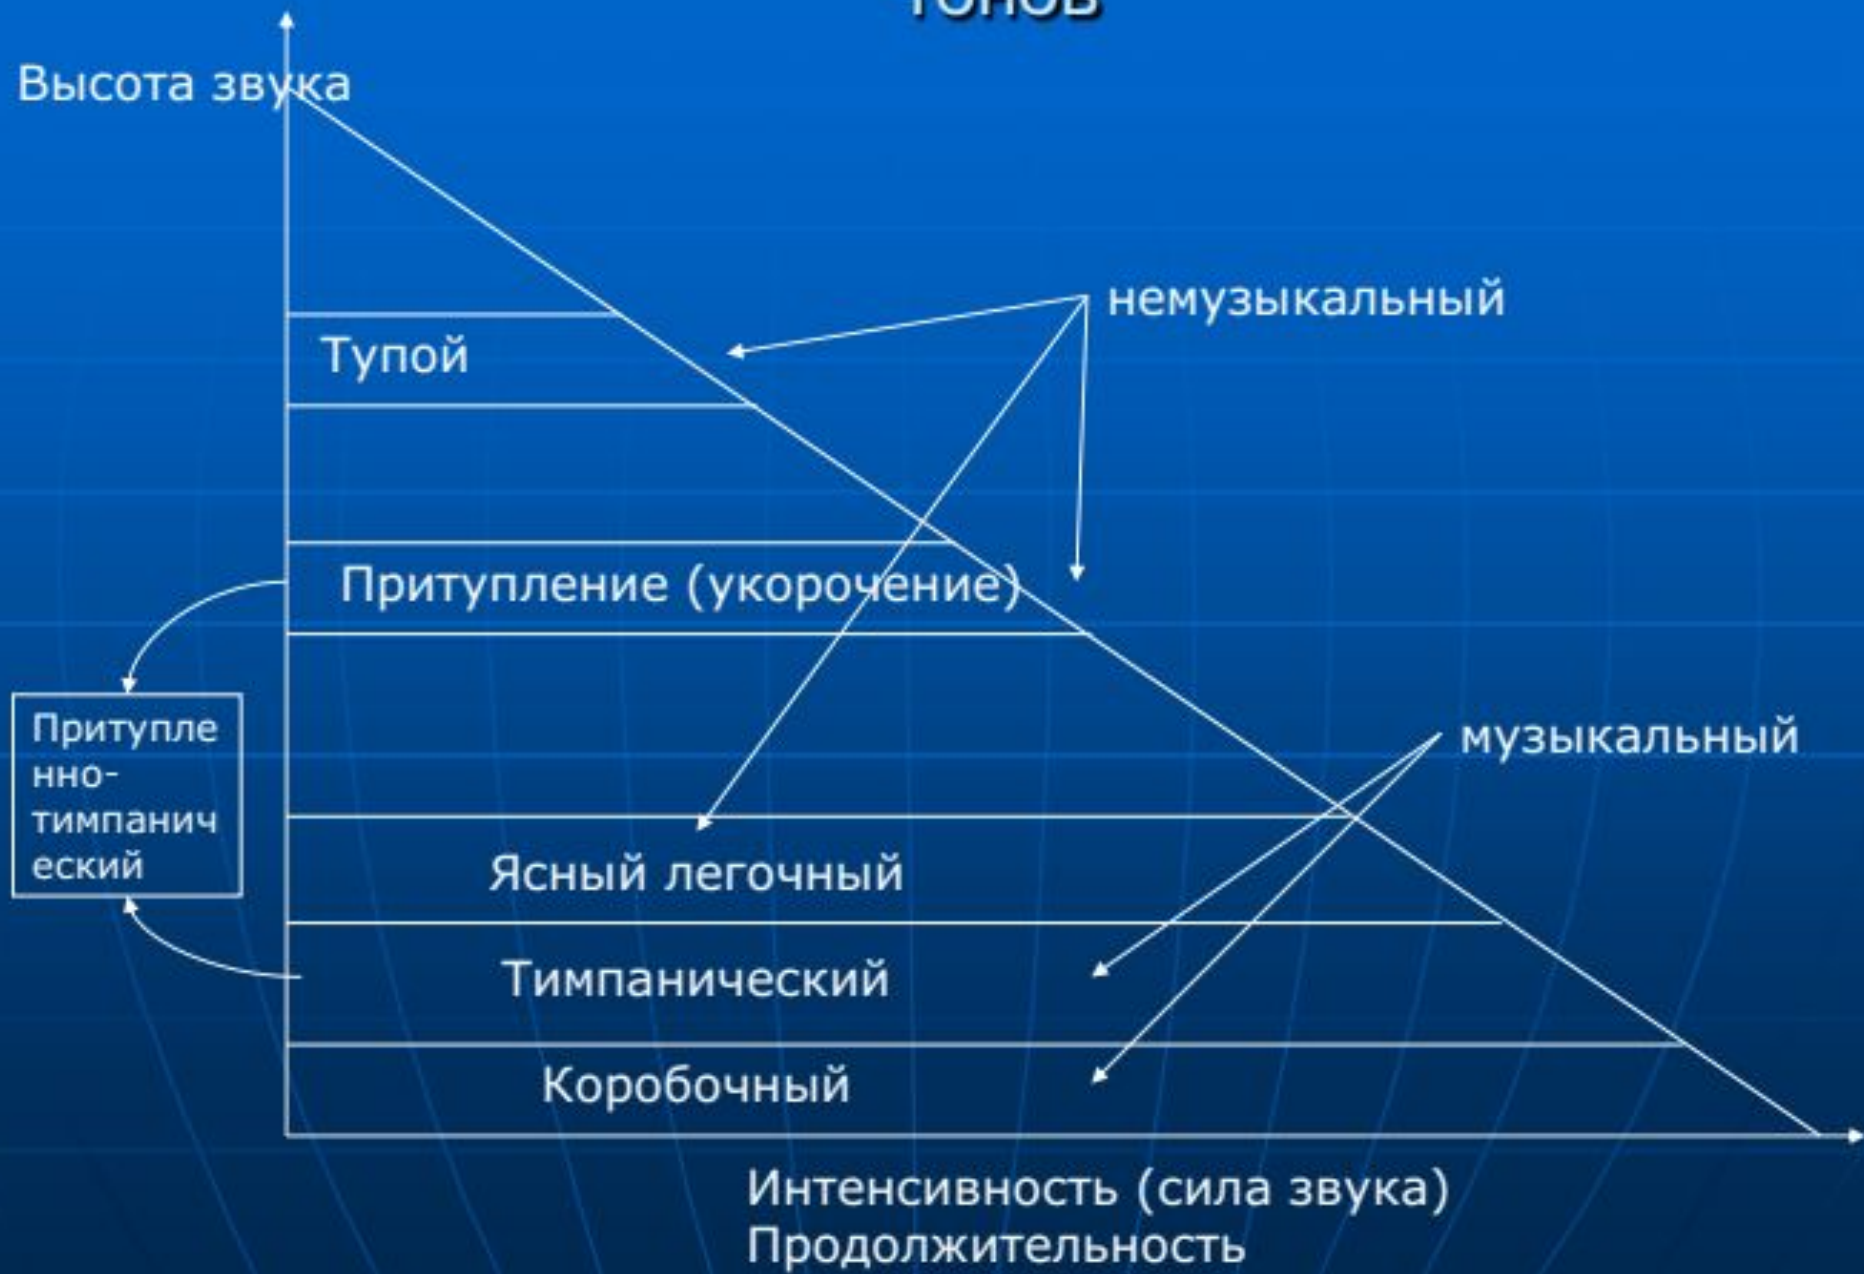 тонов
Высота звука
немузыкальный
Тупой
Притупление (укорочение)
Притупле
нно-
тимпанич
еский
музыкальный
Ясный легочный
Тимпанический
Коробочный
Интенсивность (сила звука)
Продолжительность